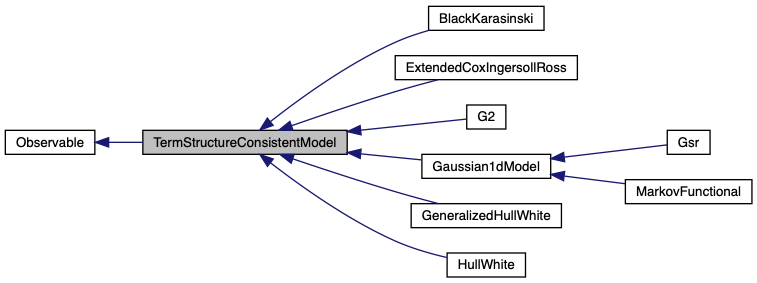 BlackKarasinski
ExtendedCoxIngersollRoss
G2
Gsr
Observable
TermStructureConsistentModel
Gaussian1dModel
MarkovFunctional
GeneralizedHullWhite
HullWhite